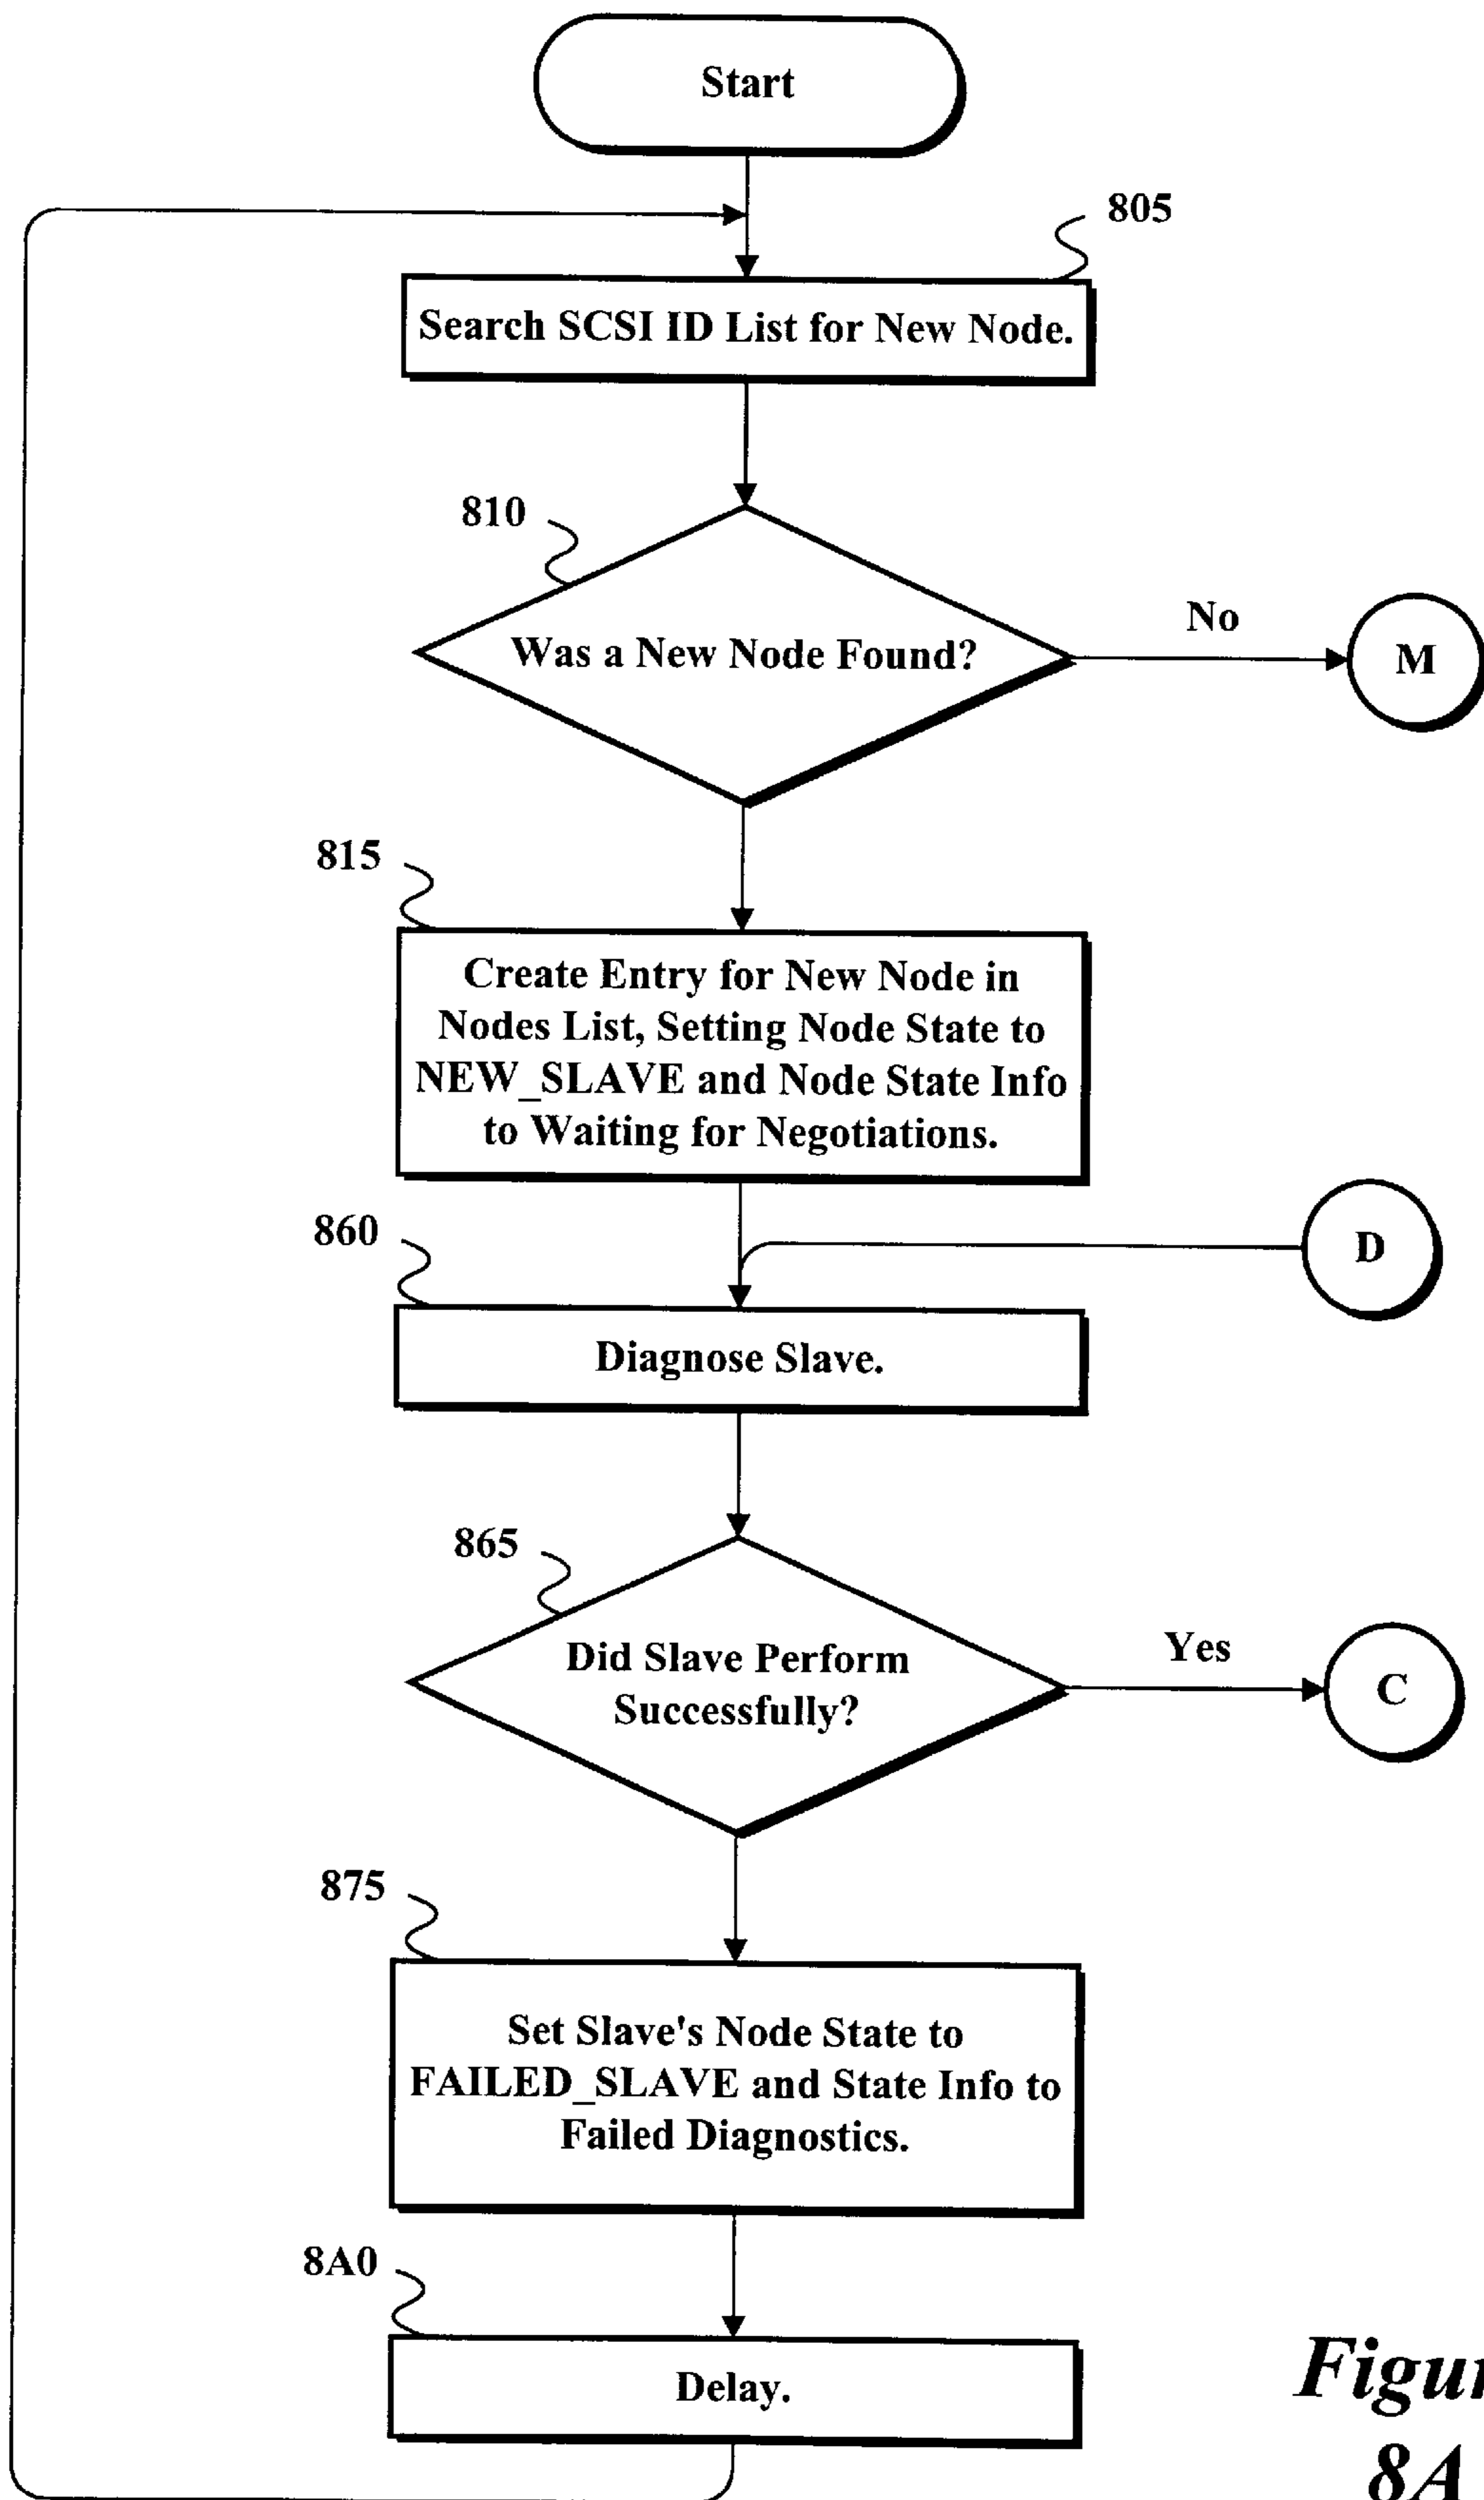 Start
805
Search SCSI ID List for New Node.
810
Was a New Node Found?
No
M
815
Create Entry for New Node in
Nodes List, Setting Node State to
NEW_SLAVE and Node State Info
to Waiting for Negotiations.
860
D
Diagnose Slave.
865
Did Slave Perform
Successfully?
Yes
C
875
Set Slave's Node State to
FAILED_SLAVE and State Info to
Failed Diagnostics.
8A0
Delay.
8A